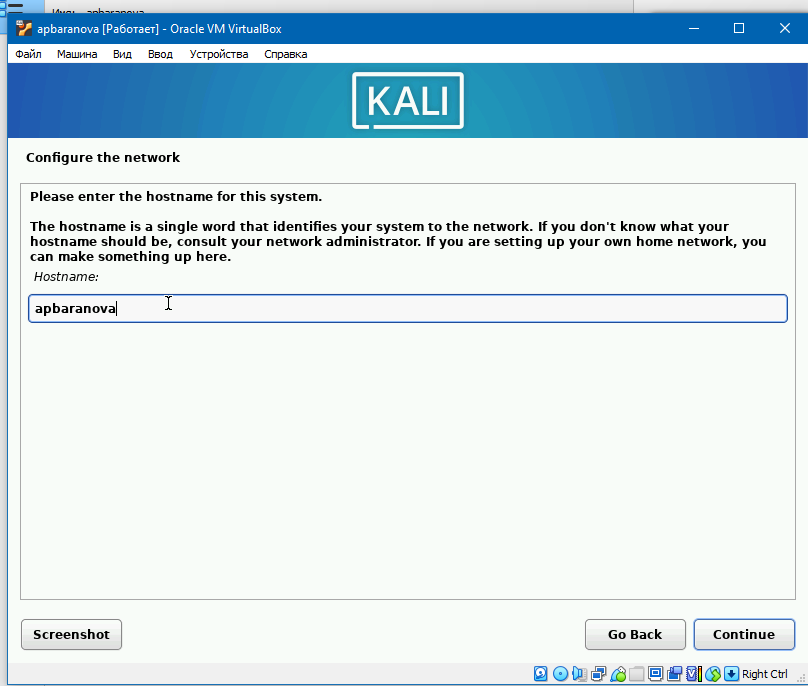 Имя: apbaranova
apbaranova [Работает] - Oracle VM VirtualBox
Файл Машина Вид Ввод Устройства Справка
KALI
Configure the network
Please enter the hostname for this system.
The hostname is a single word that identifies your system to the network. If you don't know what your
hostname should be, consult your network administrator. If you are setting up your own home network, you
can make something up here.
Hostname:
apbaranova
Screenshot Go Back Continue
Right Ctrl